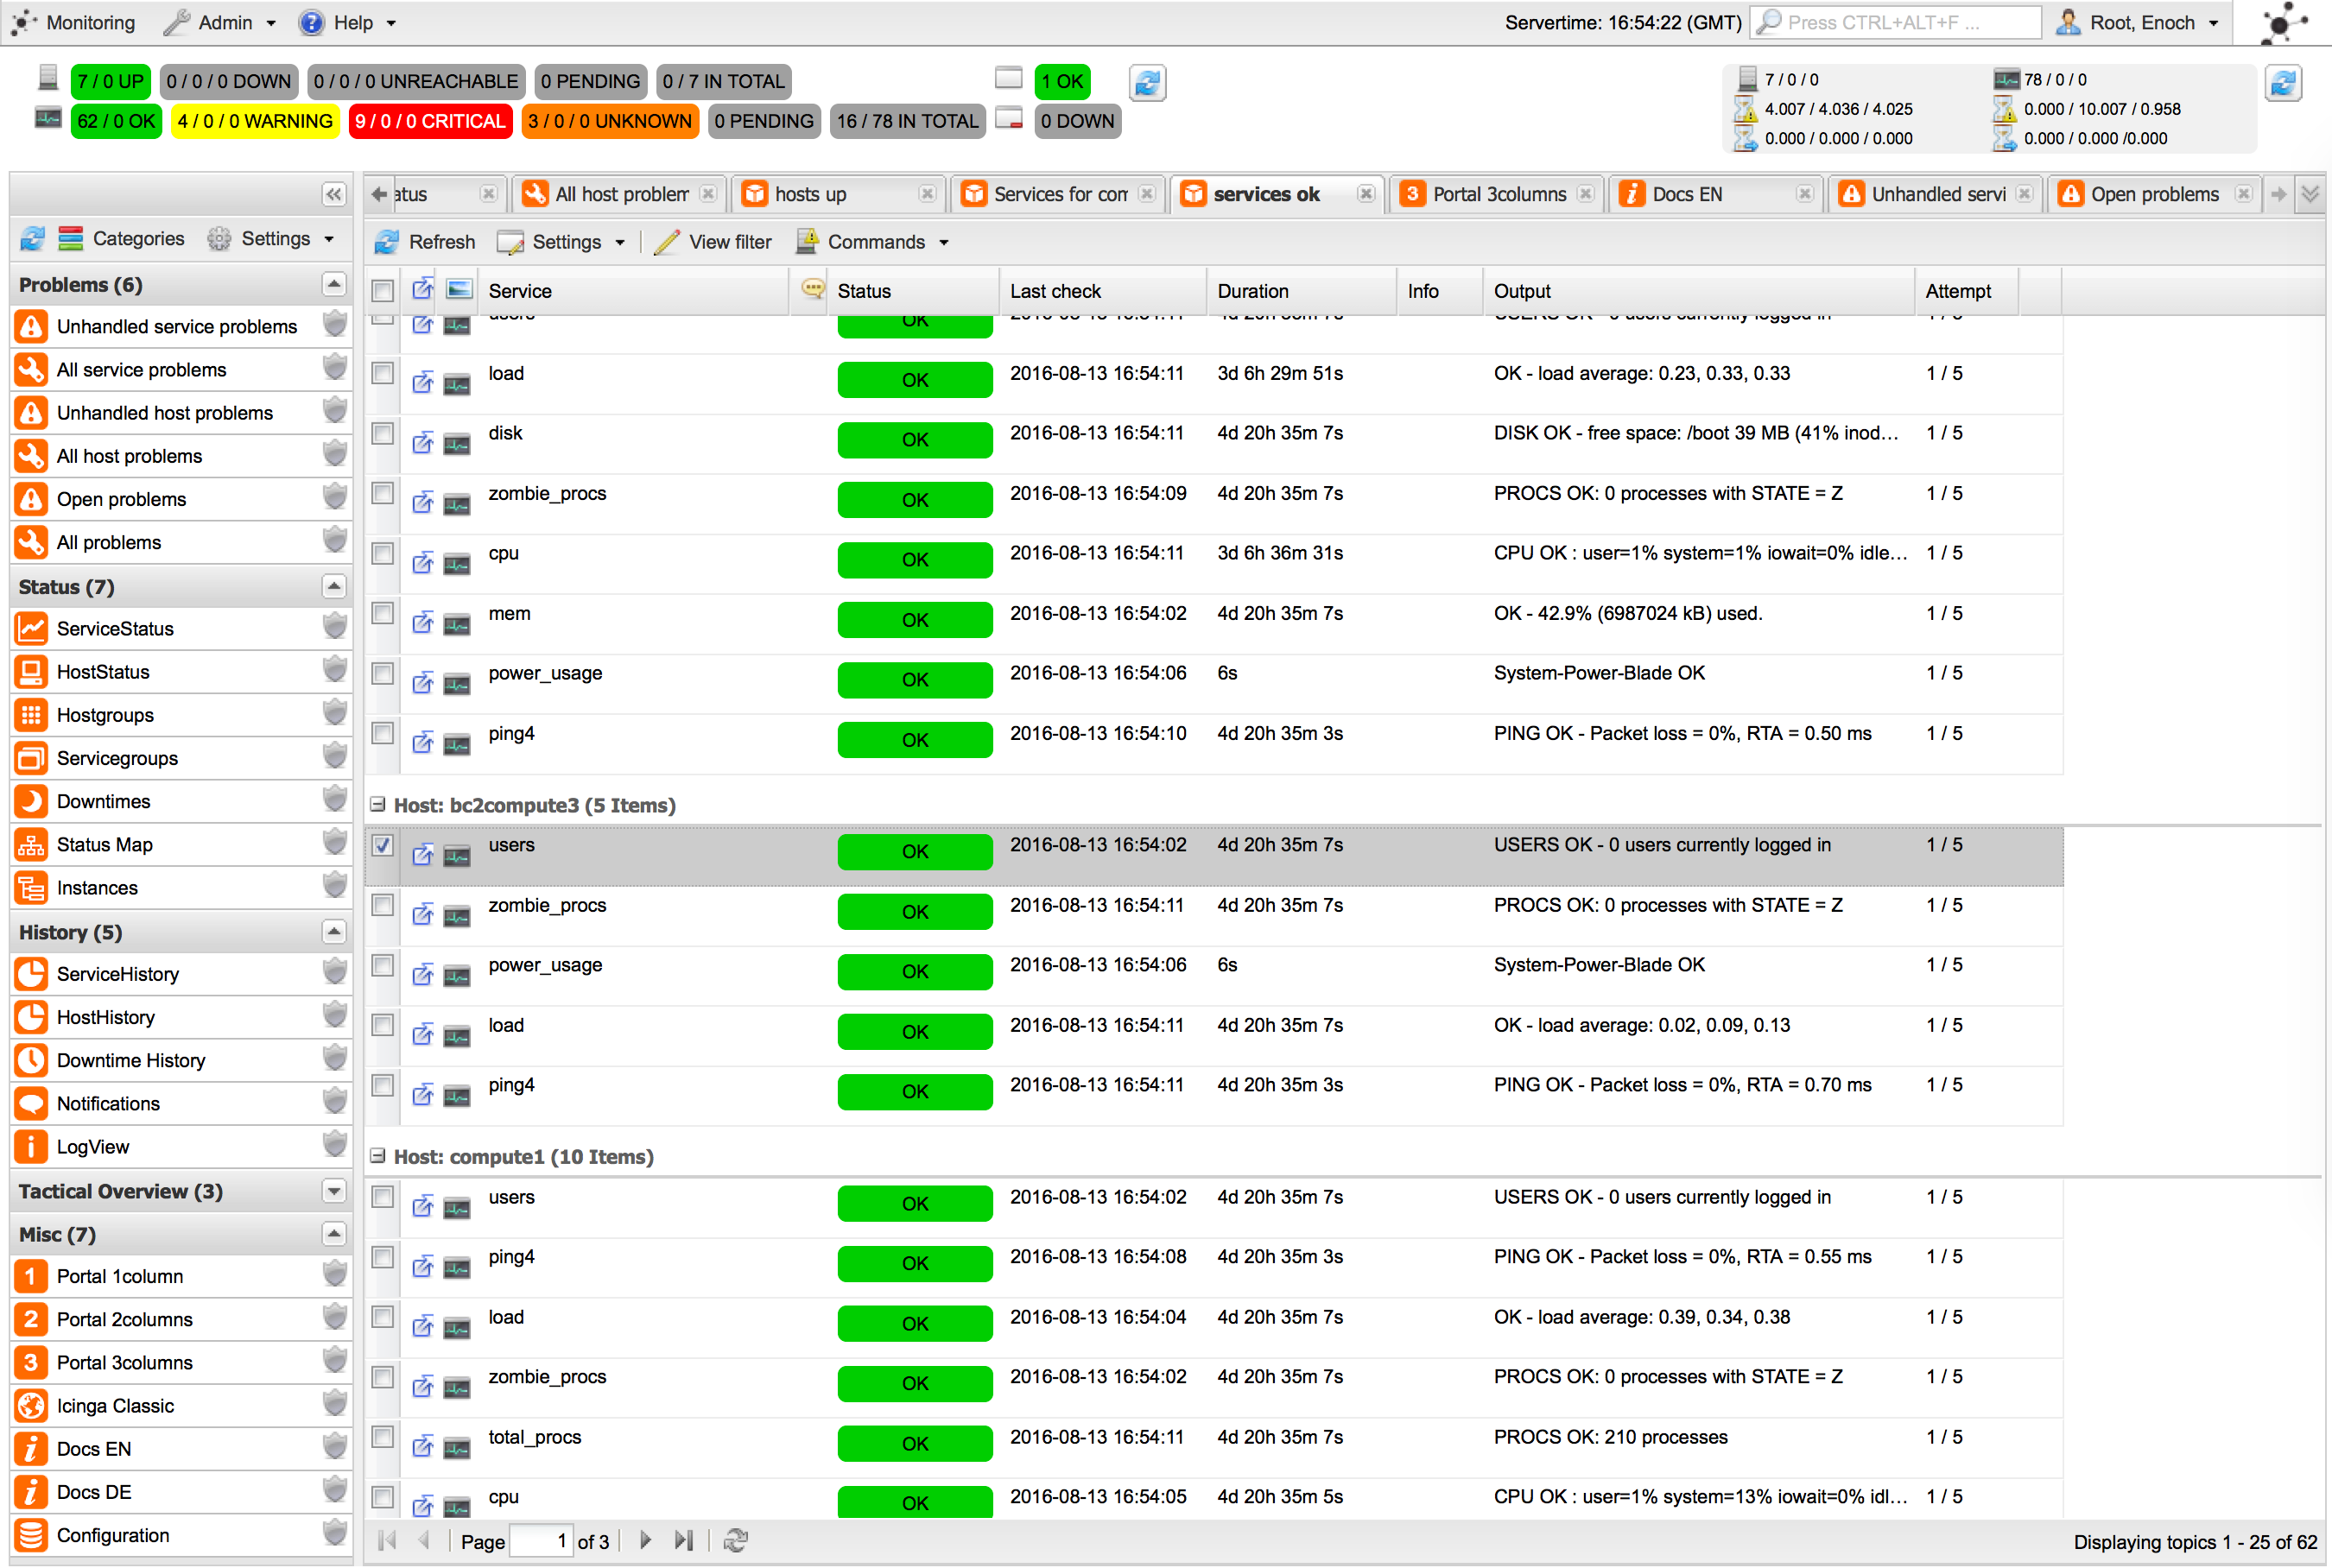 Monitoring Admin Help Servertime: 16:54:22 (GMT) Press CTRL+ALT+F ... Root, Enoch
7 / 0 UP 0 / 0 / 0 DOWN 0 / 0 / 0 UNREACHABLE 0 PENDING 0 / 7 IN TOTAL 1 OK
62 / 0 OK 4 / 0 / 0 WARNING 9 / 0 / 0 CRITICAL 3 / 0 / 0 UNKNOWN 0 PENDING 16 / 78 IN TOTAL 0 DOWN
7 / 0 / 0 78 / 0 / 0
4.007 / 4.036 / 4.025 0.000 / 10.007 / 0.958
0.000 / 0.000 / 0.000 0.000 / 0.000 /0.000
Categories Settings
Problems (6)
Unhandled service problems
All service problems
Unhandled host problems
All host problems
Open problems
All problems
Status (7)
ServiceStatus
HostStatus
Hostgroups
Servicegroups
Downtimes
Status Map
Instances
History (5)
ServiceHistory
HostHistory
Downtime History
Notifications
LogView
Tactical Overview (3)
Misc (7)
1 Portal 1column
2 Portal 2columns
3 Portal 3columns
Icinga Classic
i Docs EN
i Docs DE
Configuration
atus All host problem hosts up Services for con services ok 3 Portal 3columns i Docs EN Unhandled servi Open problems
Refresh Settings View filter Commands
Service Status Last check Duration Info Output Attempt
users OK 4d 20h 35m 7s USERS OK - 0 users currently logged in 1 / 5
load OK 2016-08-13 16:54:11 3d 6h 29m 51s OK - load average: 0.23, 0.33, 0.33 1 / 5
disk OK 2016-08-13 16:54:11 4d 20h 35m 7s DISK OK - free space: /boot 39 MB (41% inod... 1 / 5
zombie_procs OK 2016-08-13 16:54:09 4d 20h 35m 7s PROCS OK: 0 processes with STATE = Z 1 / 5
cpu OK 2016-08-13 16:54:11 3d 6h 36m 31s CPU OK : user=1% system=1% iowait=0% idle... 1 / 5
mem OK 2016-08-13 16:54:02 4d 20h 35m 7s OK - 42.9% (6987024 kB) used. 1 / 5
power_usage OK 2016-08-13 16:54:06 6s System-Power-Blade OK 1 / 5
ping4 OK 2016-08-13 16:54:10 4d 20h 35m 3s PING OK - Packet loss = 0%, RTA = 0.50 ms 1 / 5
Host: bc2compute3 (5 Items)
users OK 2016-08-13 16:54:02 4d 20h 35m 7s USERS OK - 0 users currently logged in 1 / 5
zombie_procs OK 2016-08-13 16:54:11 4d 20h 35m 7s PROCS OK: 0 processes with STATE = Z 1 / 5
power_usage OK 2016-08-13 16:54:06 6s System-Power-Blade OK 1 / 5
load OK 2016-08-13 16:54:11 4d 20h 35m 7s OK - load average: 0.02, 0.09, 0.13 1 / 5
ping4 OK 2016-08-13 16:54:11 4d 20h 35m 3s PING OK - Packet loss = 0%, RTA = 0.70 ms 1 / 5
Host: compute1 (10 Items)
users OK 2016-08-13 16:54:02 4d 20h 35m 7s USERS OK - 0 users currently logged in 1 / 5
ping4 OK 2016-08-13 16:54:08 4d 20h 35m 3s PING OK - Packet loss = 0%, RTA = 0.55 ms 1 / 5
load OK 2016-08-13 16:54:04 4d 20h 35m 7s OK - load average: 0.39, 0.34, 0.38 1 / 5
zombie_procs OK 2016-08-13 16:54:02 4d 20h 35m 7s PROCS OK: 0 processes with STATE = Z 1 / 5
total_procs OK 2016-08-13 16:54:11 4d 20h 35m 7s PROCS OK: 210 processes 1 / 5
cpu OK 2016-08-13 16:54:05 4d 20h 35m 5s CPU OK : user=1% system=13% iowait=0% idl... 1 / 5
Page 1 of 3 Displaying topics 1 - 25 of 62